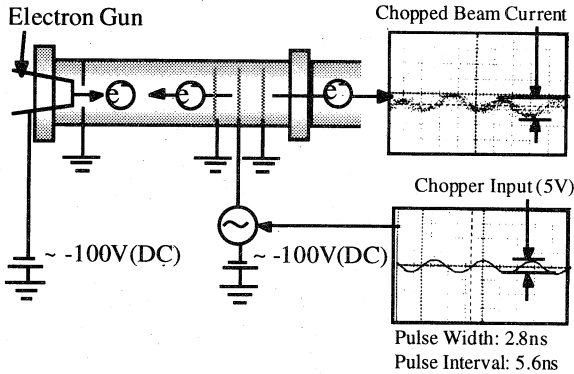 Electron Gun
Chopped Beam Current
e⁻
e⁻
e⁻
Chopper Input (5V)
~ -100V(DC)
~
~ -100V(DC)
Pulse Width: 2.8ns
Pulse Interval: 5.6ns